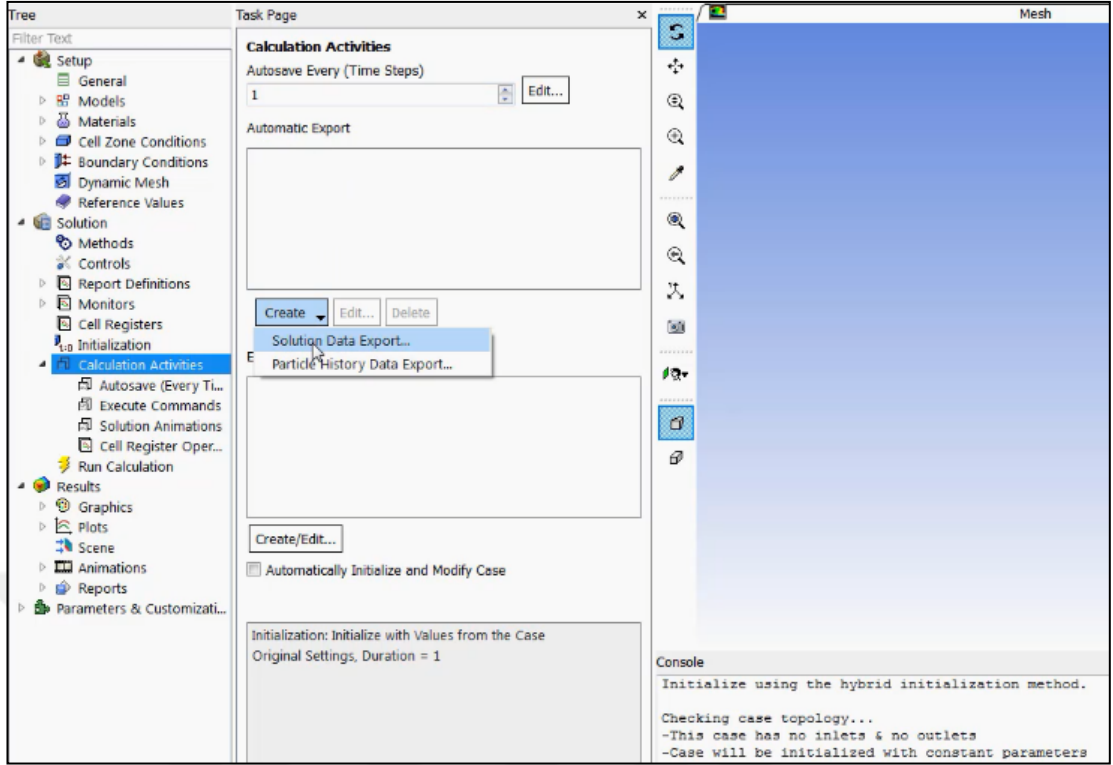 Tree
Filter Text
Setup
General
Models
Materials
Cell Zone Conditions
Boundary Conditions
Dynamic Mesh
Reference Values
Solution
Methods
Controls
Report Definitions
Monitors
Cell Registers
Initialization
Calculation Activities
Autosave (Every Ti...
Execute Commands
Solution Animations
Cell Register Oper...
Run Calculation
Results
Graphics
Plots
Scene
Animations
Reports
Parameters & Customizati...
Task Page
Calculation Activities
Autosave Every (Time Steps)
1
Edit...
Automatic Export
Create
Edit...
Delete
Solution Data Export...
Particle History Data Export...
Create/Edit...
Automatically Initialize and Modify Case
Initialization: Initialize with Values from the Case
Original Settings, Duration = 1
Mesh
Console
Initialize using the hybrid initialization method.
Checking case topology...
-This case has no inlets & no outlets
-Case will be initialized with constant parameters